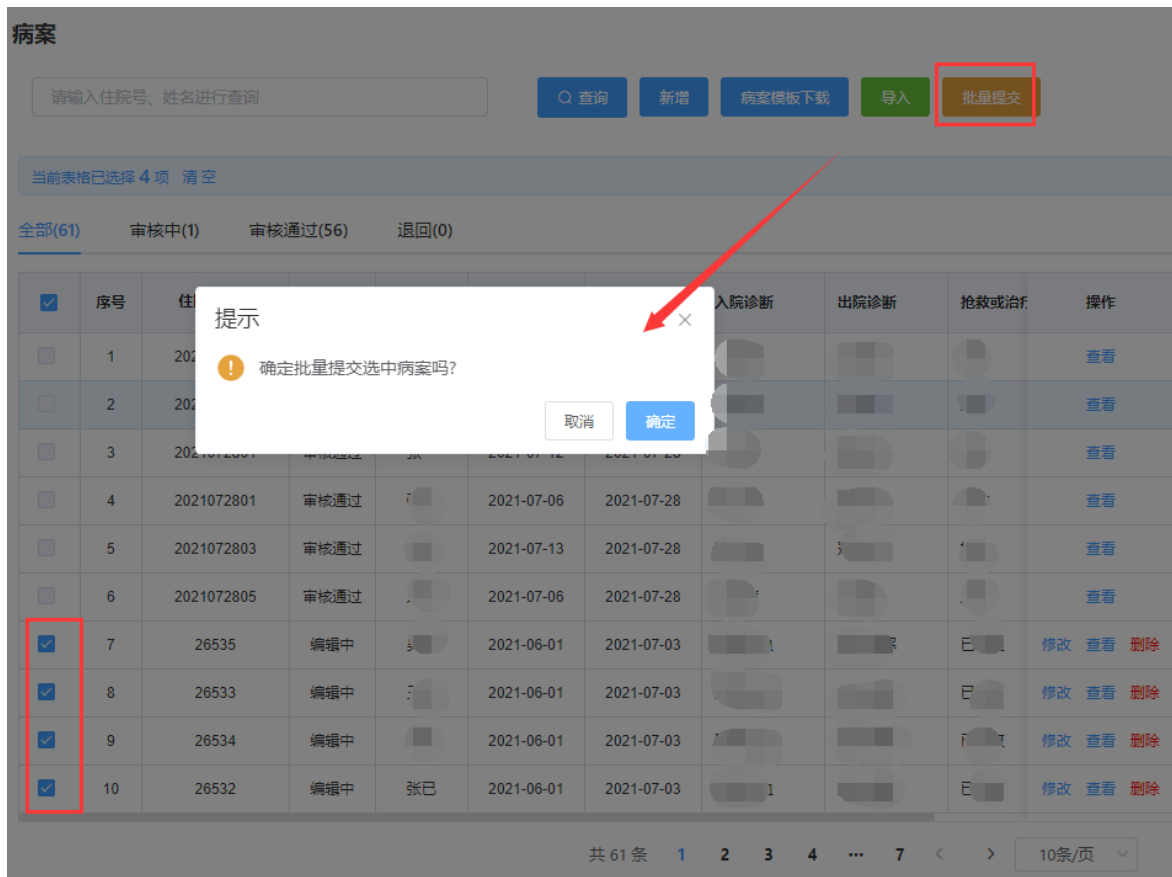 病案
请输入住院号、姓名进行查询 查询 新增 病案模板下载 导入 批量提交
当前表格已选择 4 项 清空
全部(61) 审核中(1) 审核通过(56) 退回(0)
序号 入院诊断 出院诊断 操作
提示
确定批量提交选中病案吗?
取消 确定
1 查看
2 查看
3 查看
4 2021072801 审核通过 2021-07-06 2021-07-28 查看
5 2021072803 审核通过 2021-07-13 2021-07-28 查看
6 2021072805 审核通过 2021-07-06 2021-07-28 查看
7 26535 编辑中 2021-06-01 2021-07-03 修改 查看 删除
8 26533 编辑中 2021-06-01 2021-07-03 修改 查看 删除
9 26534 编辑中 2021-06-01 2021-07-03 修改 查看 删除
10 26532 编辑中 张已 2021-06-01 2021-07-03 修改 查看 删除
共 61 条 1 2 3 4 ··· 7 < > 10条/页